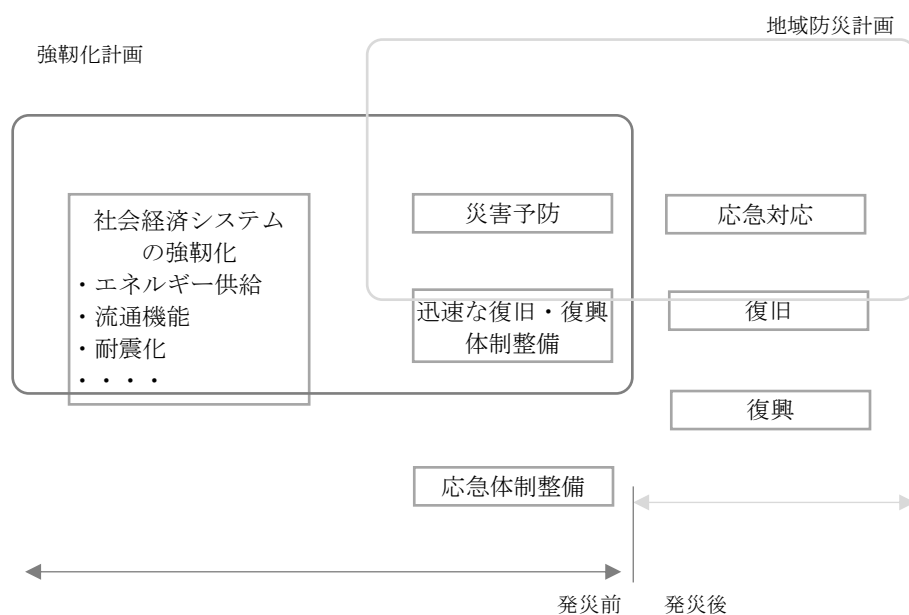 地域防災計画
強靭化計画
社会経済システム
の強靭化
・エネルギー供給
・流通機能
・耐震化
・・・・
災害予防
迅速な復旧・復興
体制整備
応急体制整備
応急対応
復旧
復興
発災前
発災後